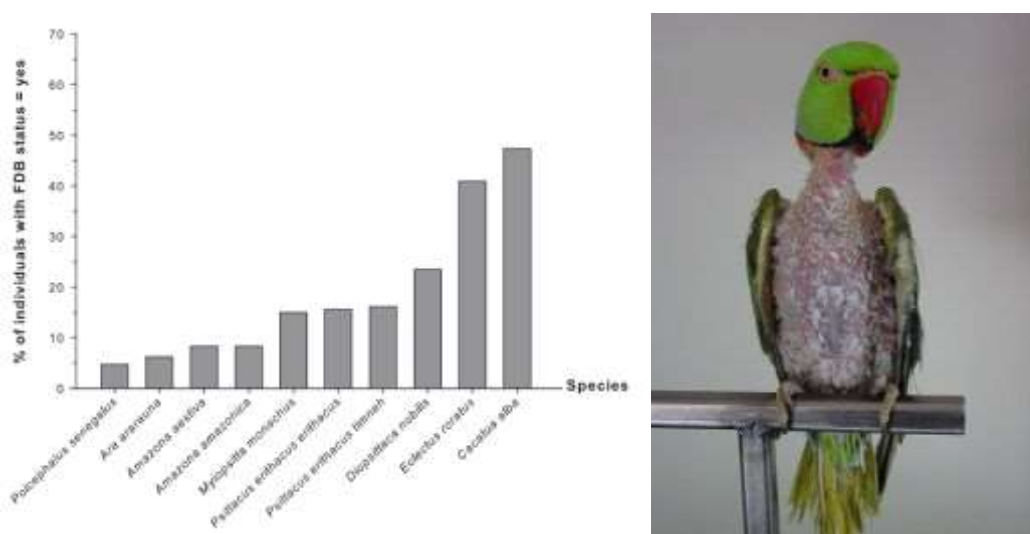 % of individuals with FDB status = yes
70
60
50
40
30
20
10
0
Species
Poicephalus senegalus
Ara ararauna
Amazona aestiva
Amazona amazonica
Myiopsitta monachus
Psittacus erithacus erithacus
Psittacus erithacus timneh
Diopsittaca nobilis
Eclectus roratus
Cacatua alba